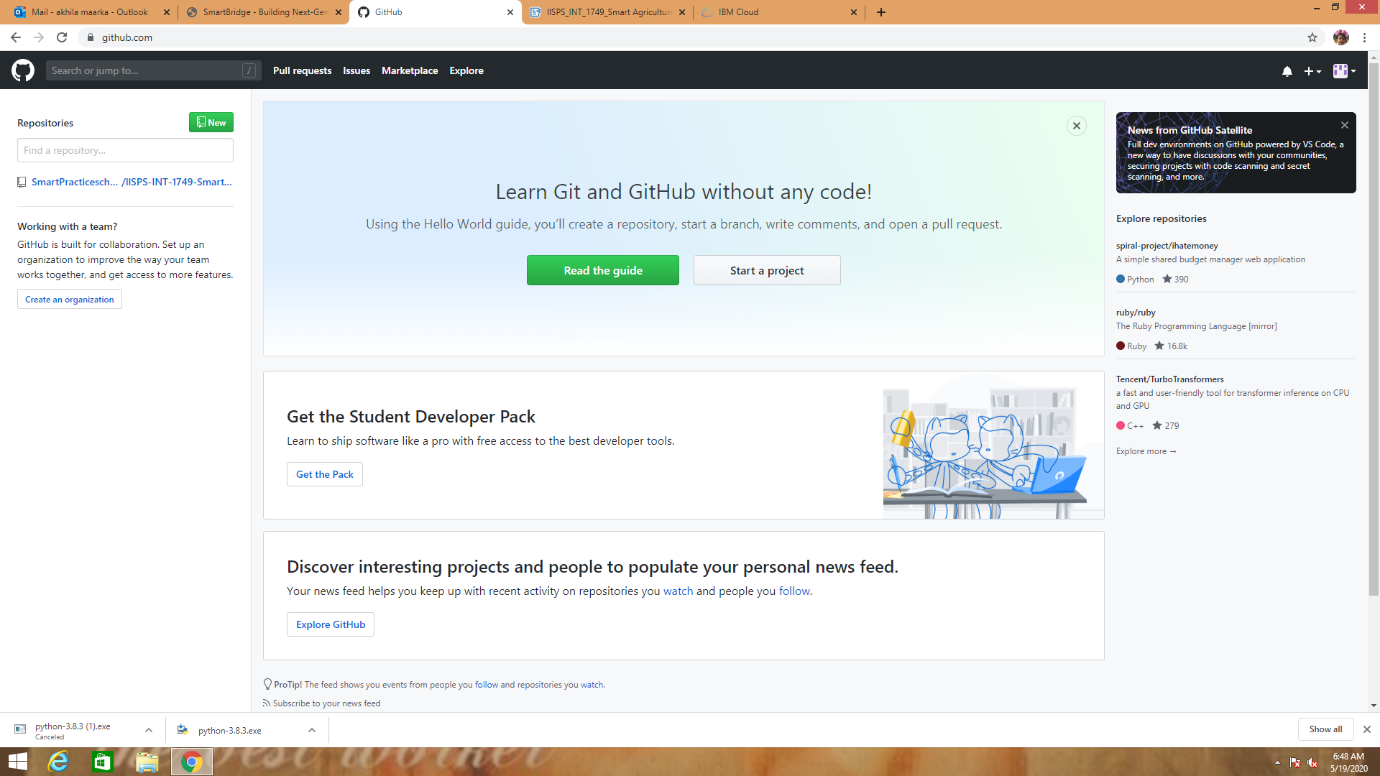 Mail - akhila maarka - Outlook
SmartBridge - Building Next-Gen
GitHub
IISPS_INT_1749_Smart Agricultur
IBM Cloud
github.com
Search or jump to...
/
Pull requests
Issues
Marketplace
Explore
Repositories
New
Find a repository...
SmartPracticesch... /IISPS-INT-1749-Smart...
Working with a team?
GitHub is built for collaboration. Set up an
organization to improve the way your team
works together, and get access to more features.
Create an organization
Learn Git and GitHub without any code!
Using the Hello World guide, you’ll create a repository, start a branch, write comments, and open a pull request.
Read the guide
Start a project
Get the Student Developer Pack
Learn to ship software like a pro with free access to the best developer tools.
Get the Pack
Discover interesting projects and people to populate your personal news feed.
Your news feed helps you keep up with recent activity on repositories you watch and people you follow.
Explore GitHub
ProTip! The feed shows you events from people you follow and repositories you watch.
Subscribe to your news feed
News from GitHub Satellite
Full dev environments on GitHub powered by VS Code, a
new way to have discussions with your communities,
securing projects with code scanning and secret
scanning, and more.
Explore repositories
spiral-project/ihatemoney
A simple shared budget manager web application
Python 390
ruby/ruby
The Ruby Programming Language [mirror]
Ruby 16.8k
Tencent/TurboTransformers
a fast and user-friendly tool for transformer inference on CPU
and GPU
C++ 279
Explore more →
python-3.8.3 (1).exe
Canceled
python-3.8.3.exe
Show all
6:48 AM
5/19/2020